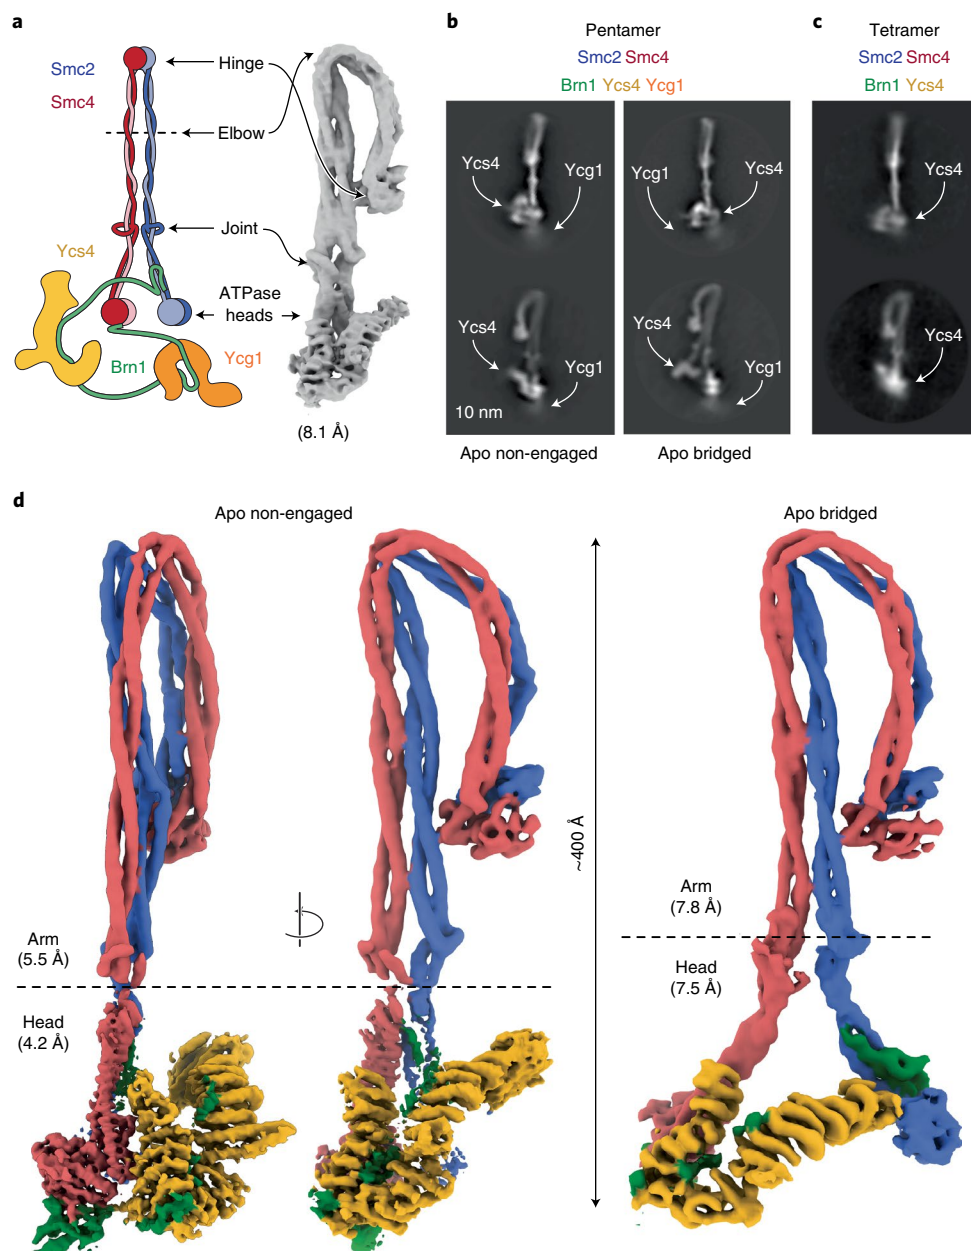 a
Smc2
Smc4
Hinge
Elbow
Joint
Ycs4
ATPase
heads
Brn1
Ycg1
(8.1 Å)
b
Pentamer
Smc2 Smc4
Brn1 Ycs4 Ycg1
Ycs4
Ycg1
Ycg1
Ycs4
Ycs4
Ycg1
10 nm
Ycs4
Ycg1
Apo non-engaged
Apo bridged
c
Tetramer
Smc2 Smc4
Brn1 Ycs4
Ycs4
Ycs4
d
Apo non-engaged
Apo bridged
~400 Å
Arm
(5.5 Å)
Head
(4.2 Å)
Arm
(7.8 Å)
Head
(7.5 Å)